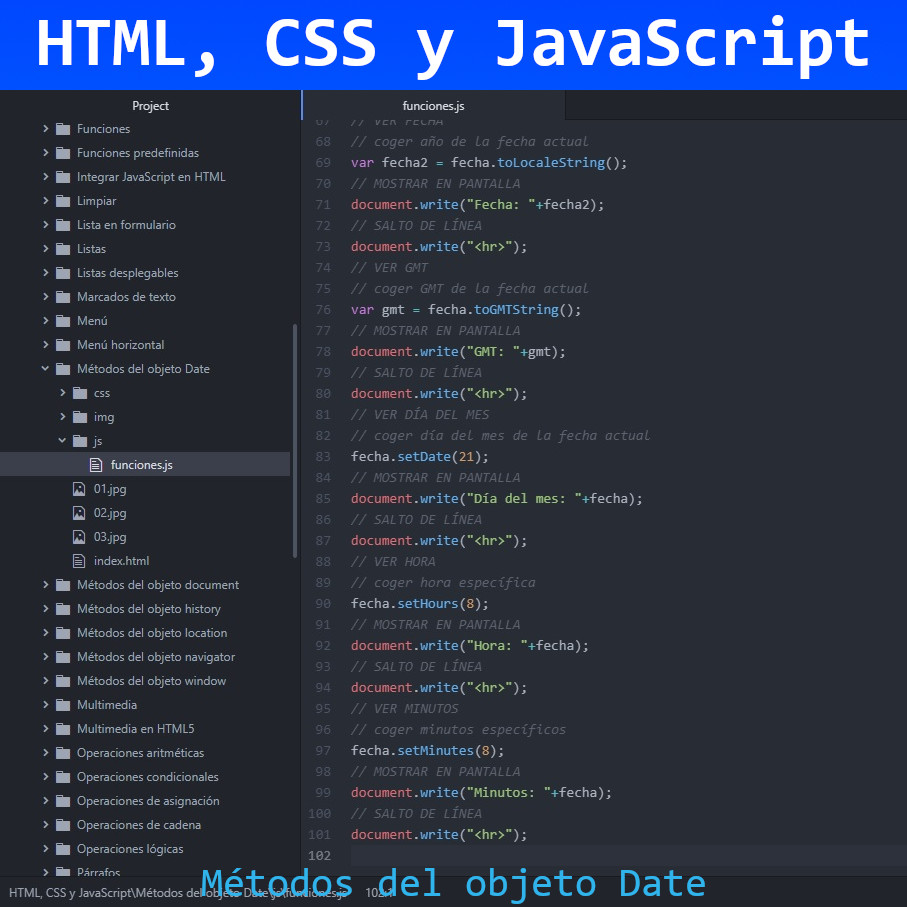 HTML, CSS y JavaScript
Project
Funciones
Funciones predefinidas
Integrar JavaScript en HTML
Limpiar
Lista en formulario
Listas
Listas desplegables
Marcados de texto
Menú
Menú horizontal
Métodos del objeto Date
css
img
js
funciones.js
01.jpg
02.jpg
03.jpg
index.html
Métodos del objeto document
Métodos del objeto history
Métodos del objeto location
Métodos del objeto navigator
Métodos del objeto window
Multimedia
Multimedia en HTML5
Operaciones aritméticas
Operaciones condicionales
Operaciones de asignación
Operaciones de cadena
Operaciones lógicas
Párrafos
funciones.js
67 // VER FECHA
68 // coger año de la fecha actual
69 var fecha2 = fecha.toLocaleString();
70 // MOSTRAR EN PANTALLA
71 document.write("Fecha: "+fecha2);
72 // SALTO DE LÍNEA
73 document.write("<hr>");
74 // VER GMT
75 // coger GMT de la fecha actual
76 var gmt = fecha.toGMTString();
77 // MOSTRAR EN PANTALLA
78 document.write("GMT: "+gmt);
79 // SALTO DE LÍNEA
80 document.write("<hr>");
81 // VER DÍA DEL MES
82 // coger día del mes de la fecha actual
83 fecha.setDate(21);
84 // MOSTRAR EN PANTALLA
85 document.write("Día del mes: "+fecha);
86 // SALTO DE LÍNEA
87 document.write("<hr>");
88 // VER HORA
89 // coger hora específica
90 fecha.setHours(8);
91 // MOSTRAR EN PANTALLA
92 document.write("Hora: "+fecha);
93 // SALTO DE LÍNEA
94 document.write("<hr>");
95 // VER MINUTOS
96 // coger minutos específicos
97 fecha.setMinutes(8);
98 // MOSTRAR EN PANTALLA
99 document.write("Minutos: "+fecha);
100 // SALTO DE LÍNEA
101 document.write("<hr>");
102
HTML, CSS y JavaScript\Métodos del objeto Date\js\funciones.js 102:1
Métodos del objeto Date